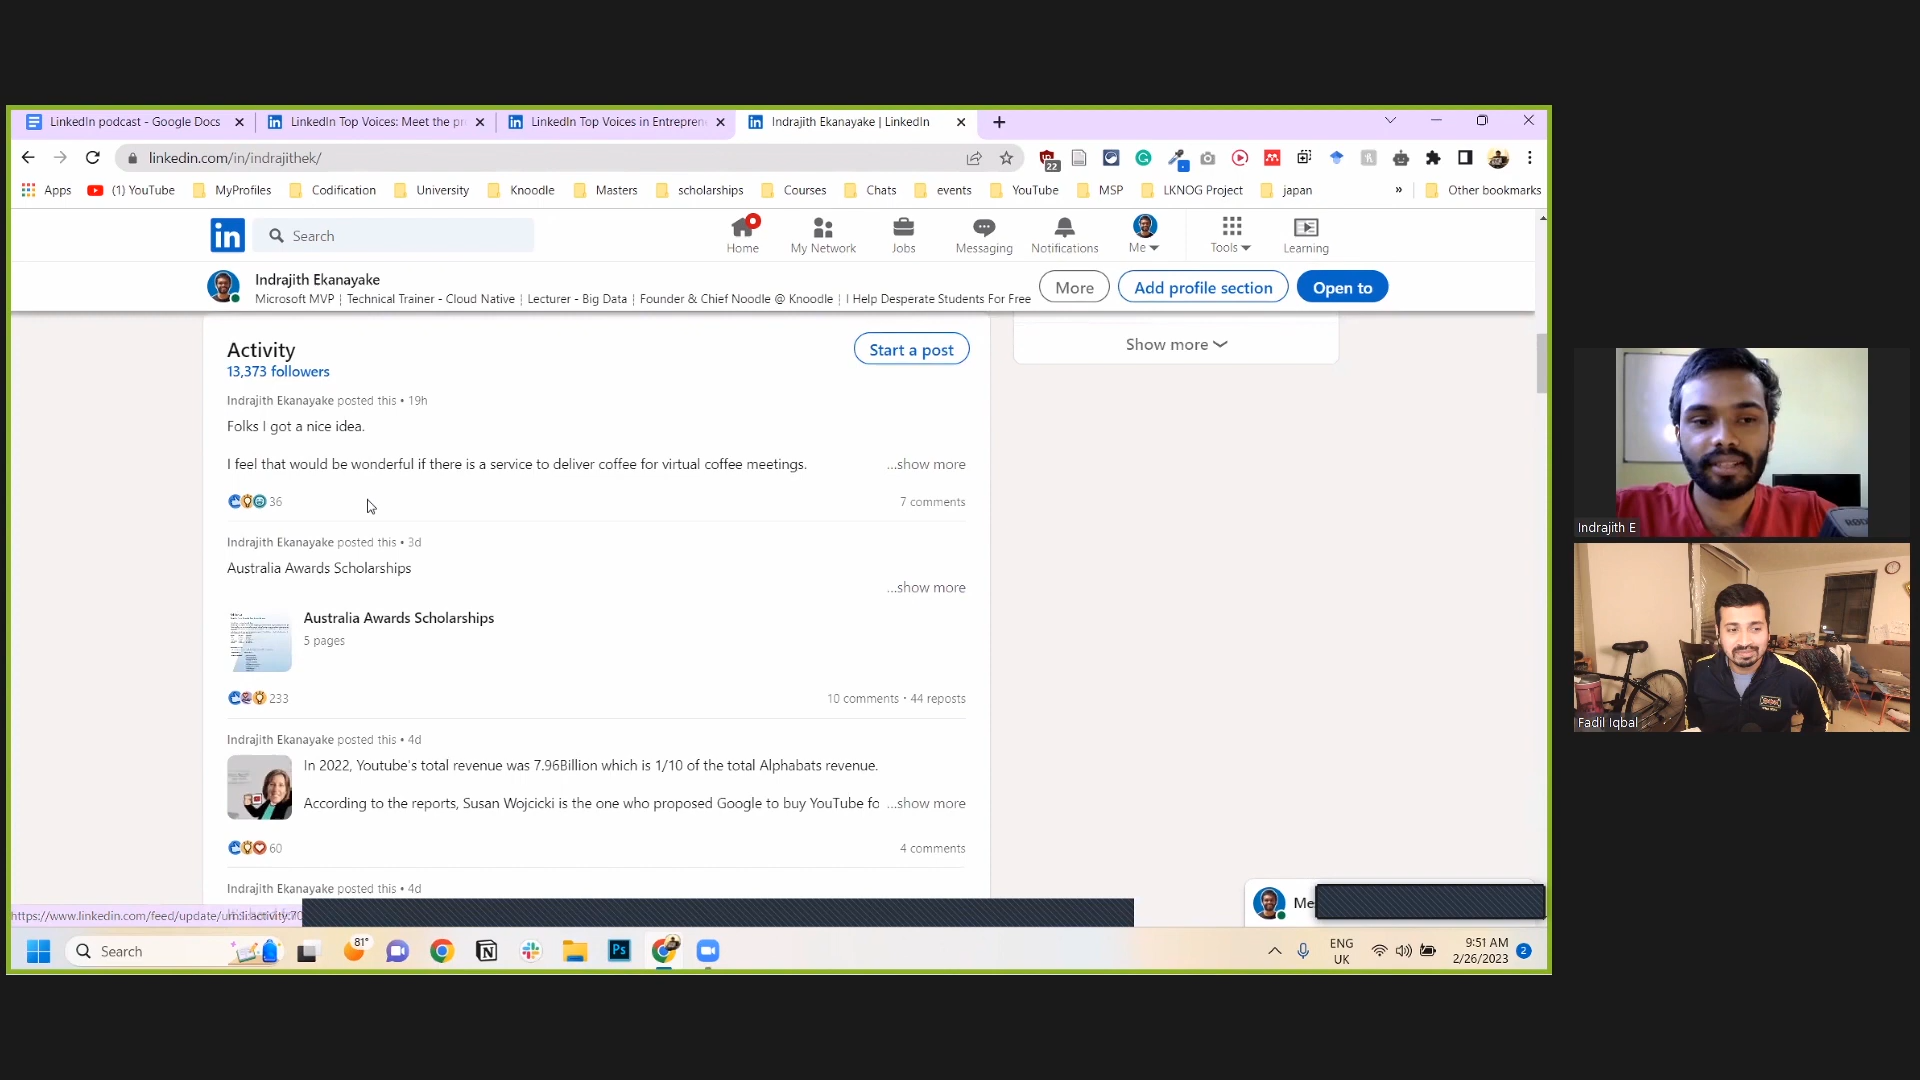 LinkedIn podcast - Google Docs
LinkedIn Top Voices: Meet the pr
LinkedIn Top Voices in Entrepren
Indrajith Ekanayake | LinkedIn
linkedin.com/in/indrajithek/
22
Apps
(1) YouTube
MyProfiles
Codification
University
Knoodle
Masters
scholarships
Courses
Chats
events
YouTube
MSP
LKNOG Project
japan
»
Other bookmarks
in
Search
Home
My Network
Jobs
Messaging
Notifications
Me
Tools
Learning
Indrajith Ekanayake
Microsoft MVP ¦ Technical Trainer - Cloud Native ¦ Lecturer - Big Data ¦ Founder & Chief Noodle @ Knoodle ¦ I Help Desperate Students For Free
More
Add profile section
Open to
Activity
13,373 followers
Start a post
Show more
Indrajith Ekanayake posted this • 19h
Folks I got a nice idea.
I feel that would be wonderful if there is a service to deliver coffee for virtual coffee meetings.
...show more
36
7 comments
Indrajith Ekanayake posted this • 3d
Australia Awards Scholarships
...show more
Australia Awards Scholarships
5 pages
233
10 comments • 44 reposts
Indrajith Ekanayake posted this • 4d
In 2022, Youtube's total revenue was 7.96Billion which is 1/10 of the total Alphabats revenue.
According to the reports, Susan Wojcicki is the one who proposed Google to buy YouTube fo ...show more
60
4 comments
Indrajith Ekanayake posted this • 4d
https://www.linkedin.com/feed/update/urn:li:activity:70
Me
Search
81°
Ps
ENG
UK
9:51 AM
2/26/2023
2
Indrajith E
Fadil Iqbal